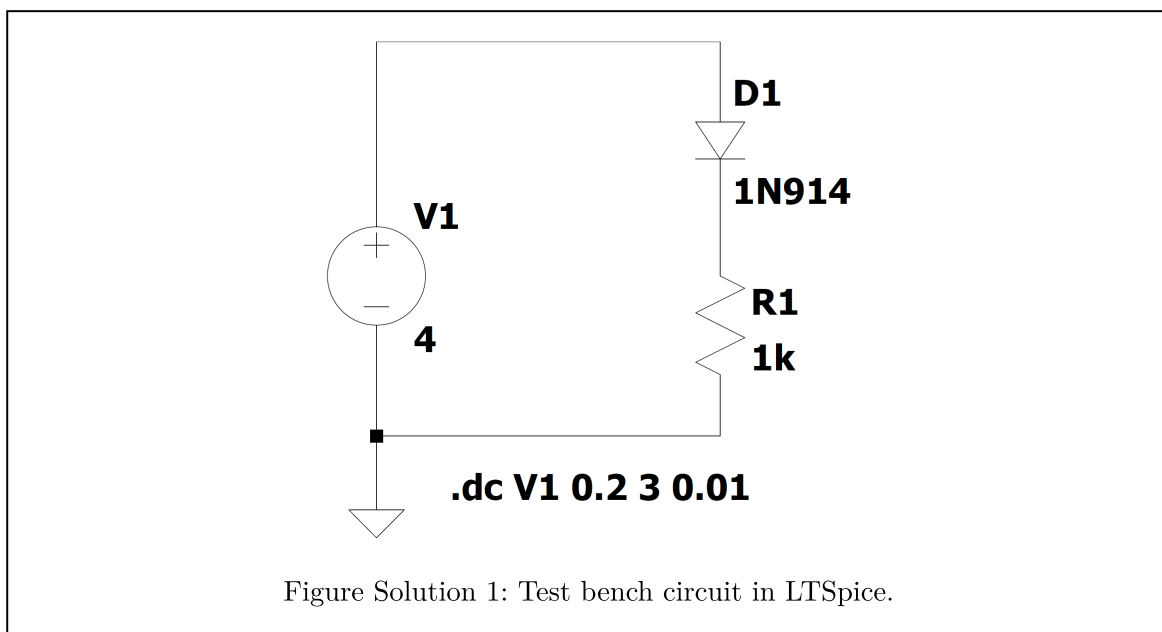 D1
1N914
V1
4
R1
1k
.dc V1 0.2 3 0.01
Figure Solution 1: Test bench circuit in LTSpice.